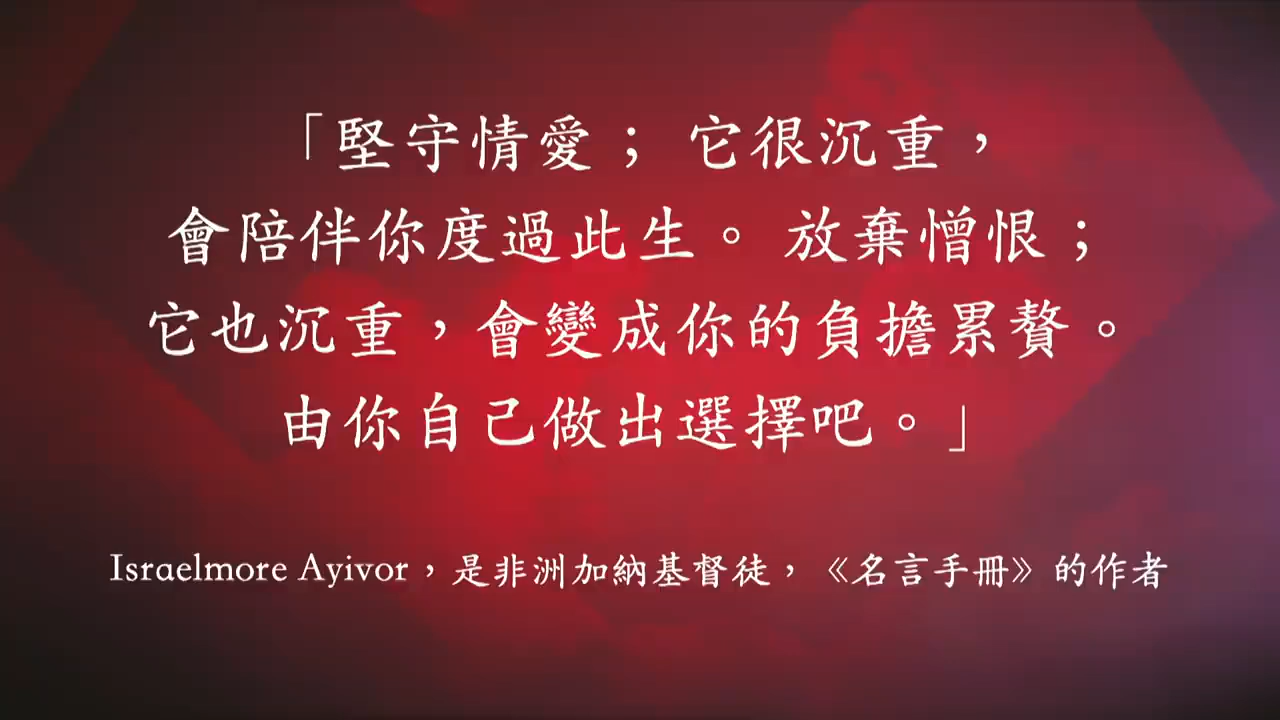 「堅守情愛； 它很沉重，
會陪伴你度過此生。 放棄憎恨；
它也沉重，會變成你的負擔累贅。
由你自己做出選擇吧。」
Israelmore Ayivor，是非洲加納基督徒，《名言手冊》的作者